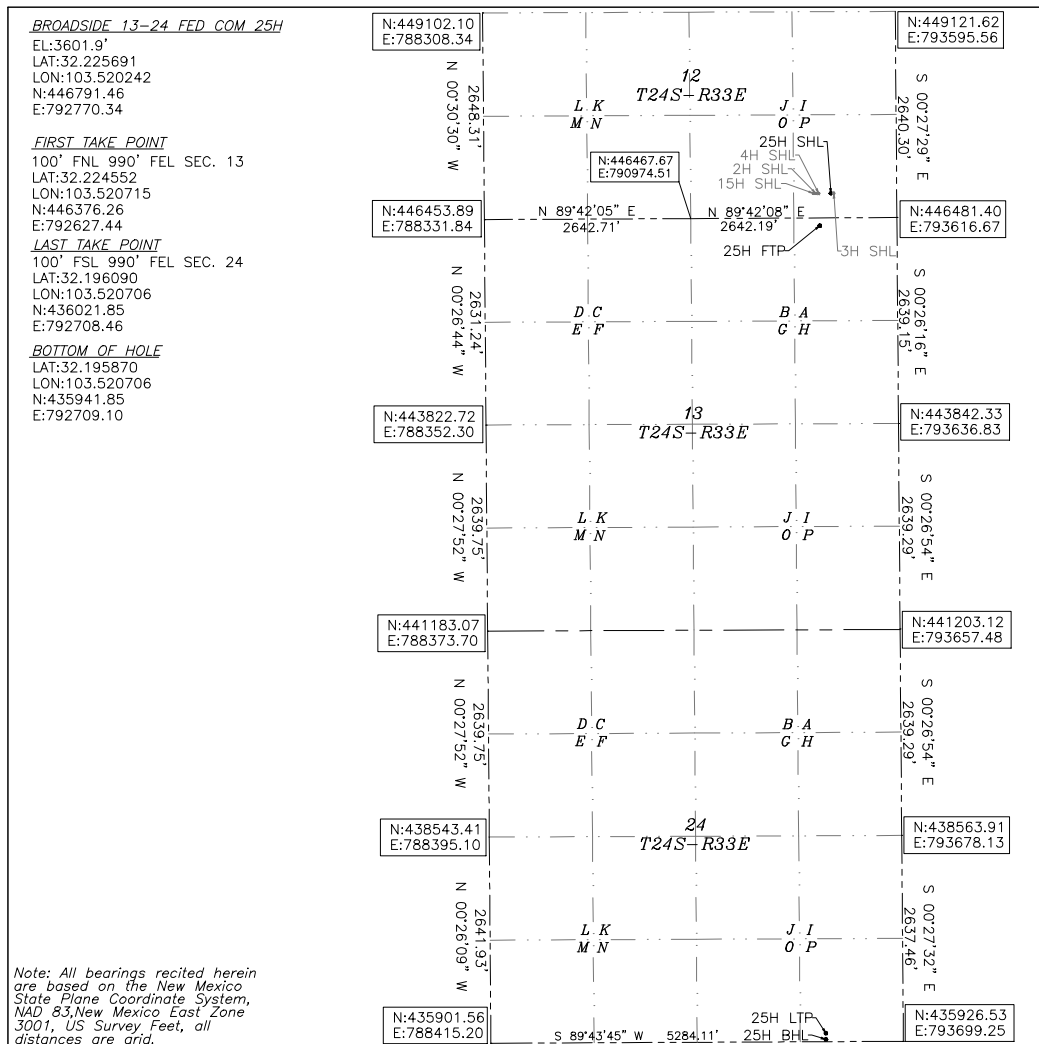 BROADSIDE 13-24 FED COM 25H
EL:3601.9'
LAT:32.225691
LON:103.520242
N:446791.46
E:792770.34
FIRST TAKE POINT
100' FNL 990' FEL SEC. 13
LAT:32.224552
LON:103.520715
N:446376.26
E:792627.44
LAST TAKE POINT
100' FSL 990' FEL SEC. 24
LAT:32.196090
LON:103.520706
N:436021.85
E:792708.46
BOTTOM OF HOLE
LAT:32.195870
LON:103.520706
N:435941.85
E:792709.10
N:449102.10
E:788308.34
N:449121.62
E:793595.56
N 00°30'30" W
2648.31'
12
T24S-R33E
L K
M N
J I
O P
S 00°27'29" E
2640.30'
25H SHL
4H SHL
2H SHL
15H SHL
N:446467.67
E:790974.51
N:446453.89
E:788331.84
N 89°42'05" E
2642.71'
N 89°42'08" E
2642.19'
N:446481.40
E:793616.67
25H FTP
3H SHL
N 00°26'44" W
2631.24'
D C
E F
B A
G H
S 00°26'16" E
2639.15'
N:443822.72
E:788352.30
13
T24S-R33E
N:443842.33
E:793636.83
N 00°27'52" W
2639.75'
L K
M N
J I
O P
S 00°26'54" E
2639.29'
N:441183.07
E:788373.70
N:441203.12
E:793657.48
N 00°27'52" W
2639.75'
D C
E F
B A
G H
S 00°26'54" E
2639.29'
N:438543.41
E:788395.10
24
T24S-R33E
N:438563.91
E:793678.13
N 00°26'09" W
2641.93'
L K
M N
J I
O P
S 00°27'32" E
2637.46'
Note: All bearings recited herein
are based on the New Mexico
State Plane Coordinate System,
NAD 83,New Mexico East Zone
3001, US Survey Feet, all
distances are grid.
N:435901.56
E:788415.20
S 89°43'45" W 5284.11'
25H LTP
25H BHL
N:435926.53
E:793699.25